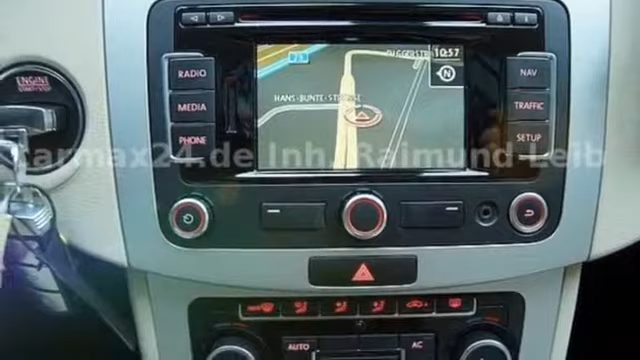 10:57
ENGINE
START/STOP
RADIO
MEDIA
PHONE
NAV
TRAFFIC
SETUP
N
HANS-BUNTE-STRASSE
karmax24.de Inh. Raimund Leib
AUTO
AC